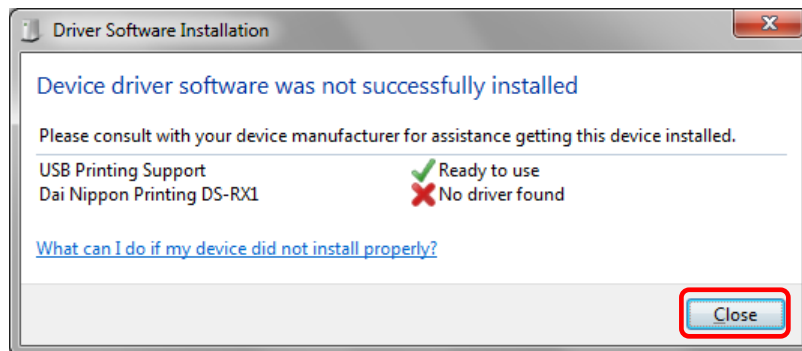 Driver Software Installation
Device driver software was not successfully installed
Please consult with your device manufacturer for assistance getting this device installed.
USB Printing Support Ready to use
Dai Nippon Printing DS-RX1 No driver found
What can I do if my device did not install properly?
Close